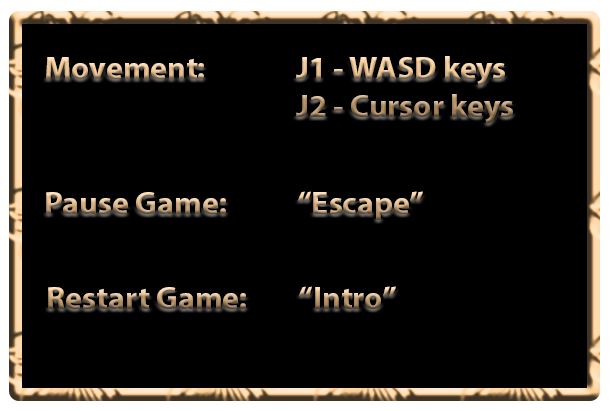 Movement: J1 - WASD keys
J2 - Cursor keys
Pause Game: “Escape”
Restart Game: “Intro”